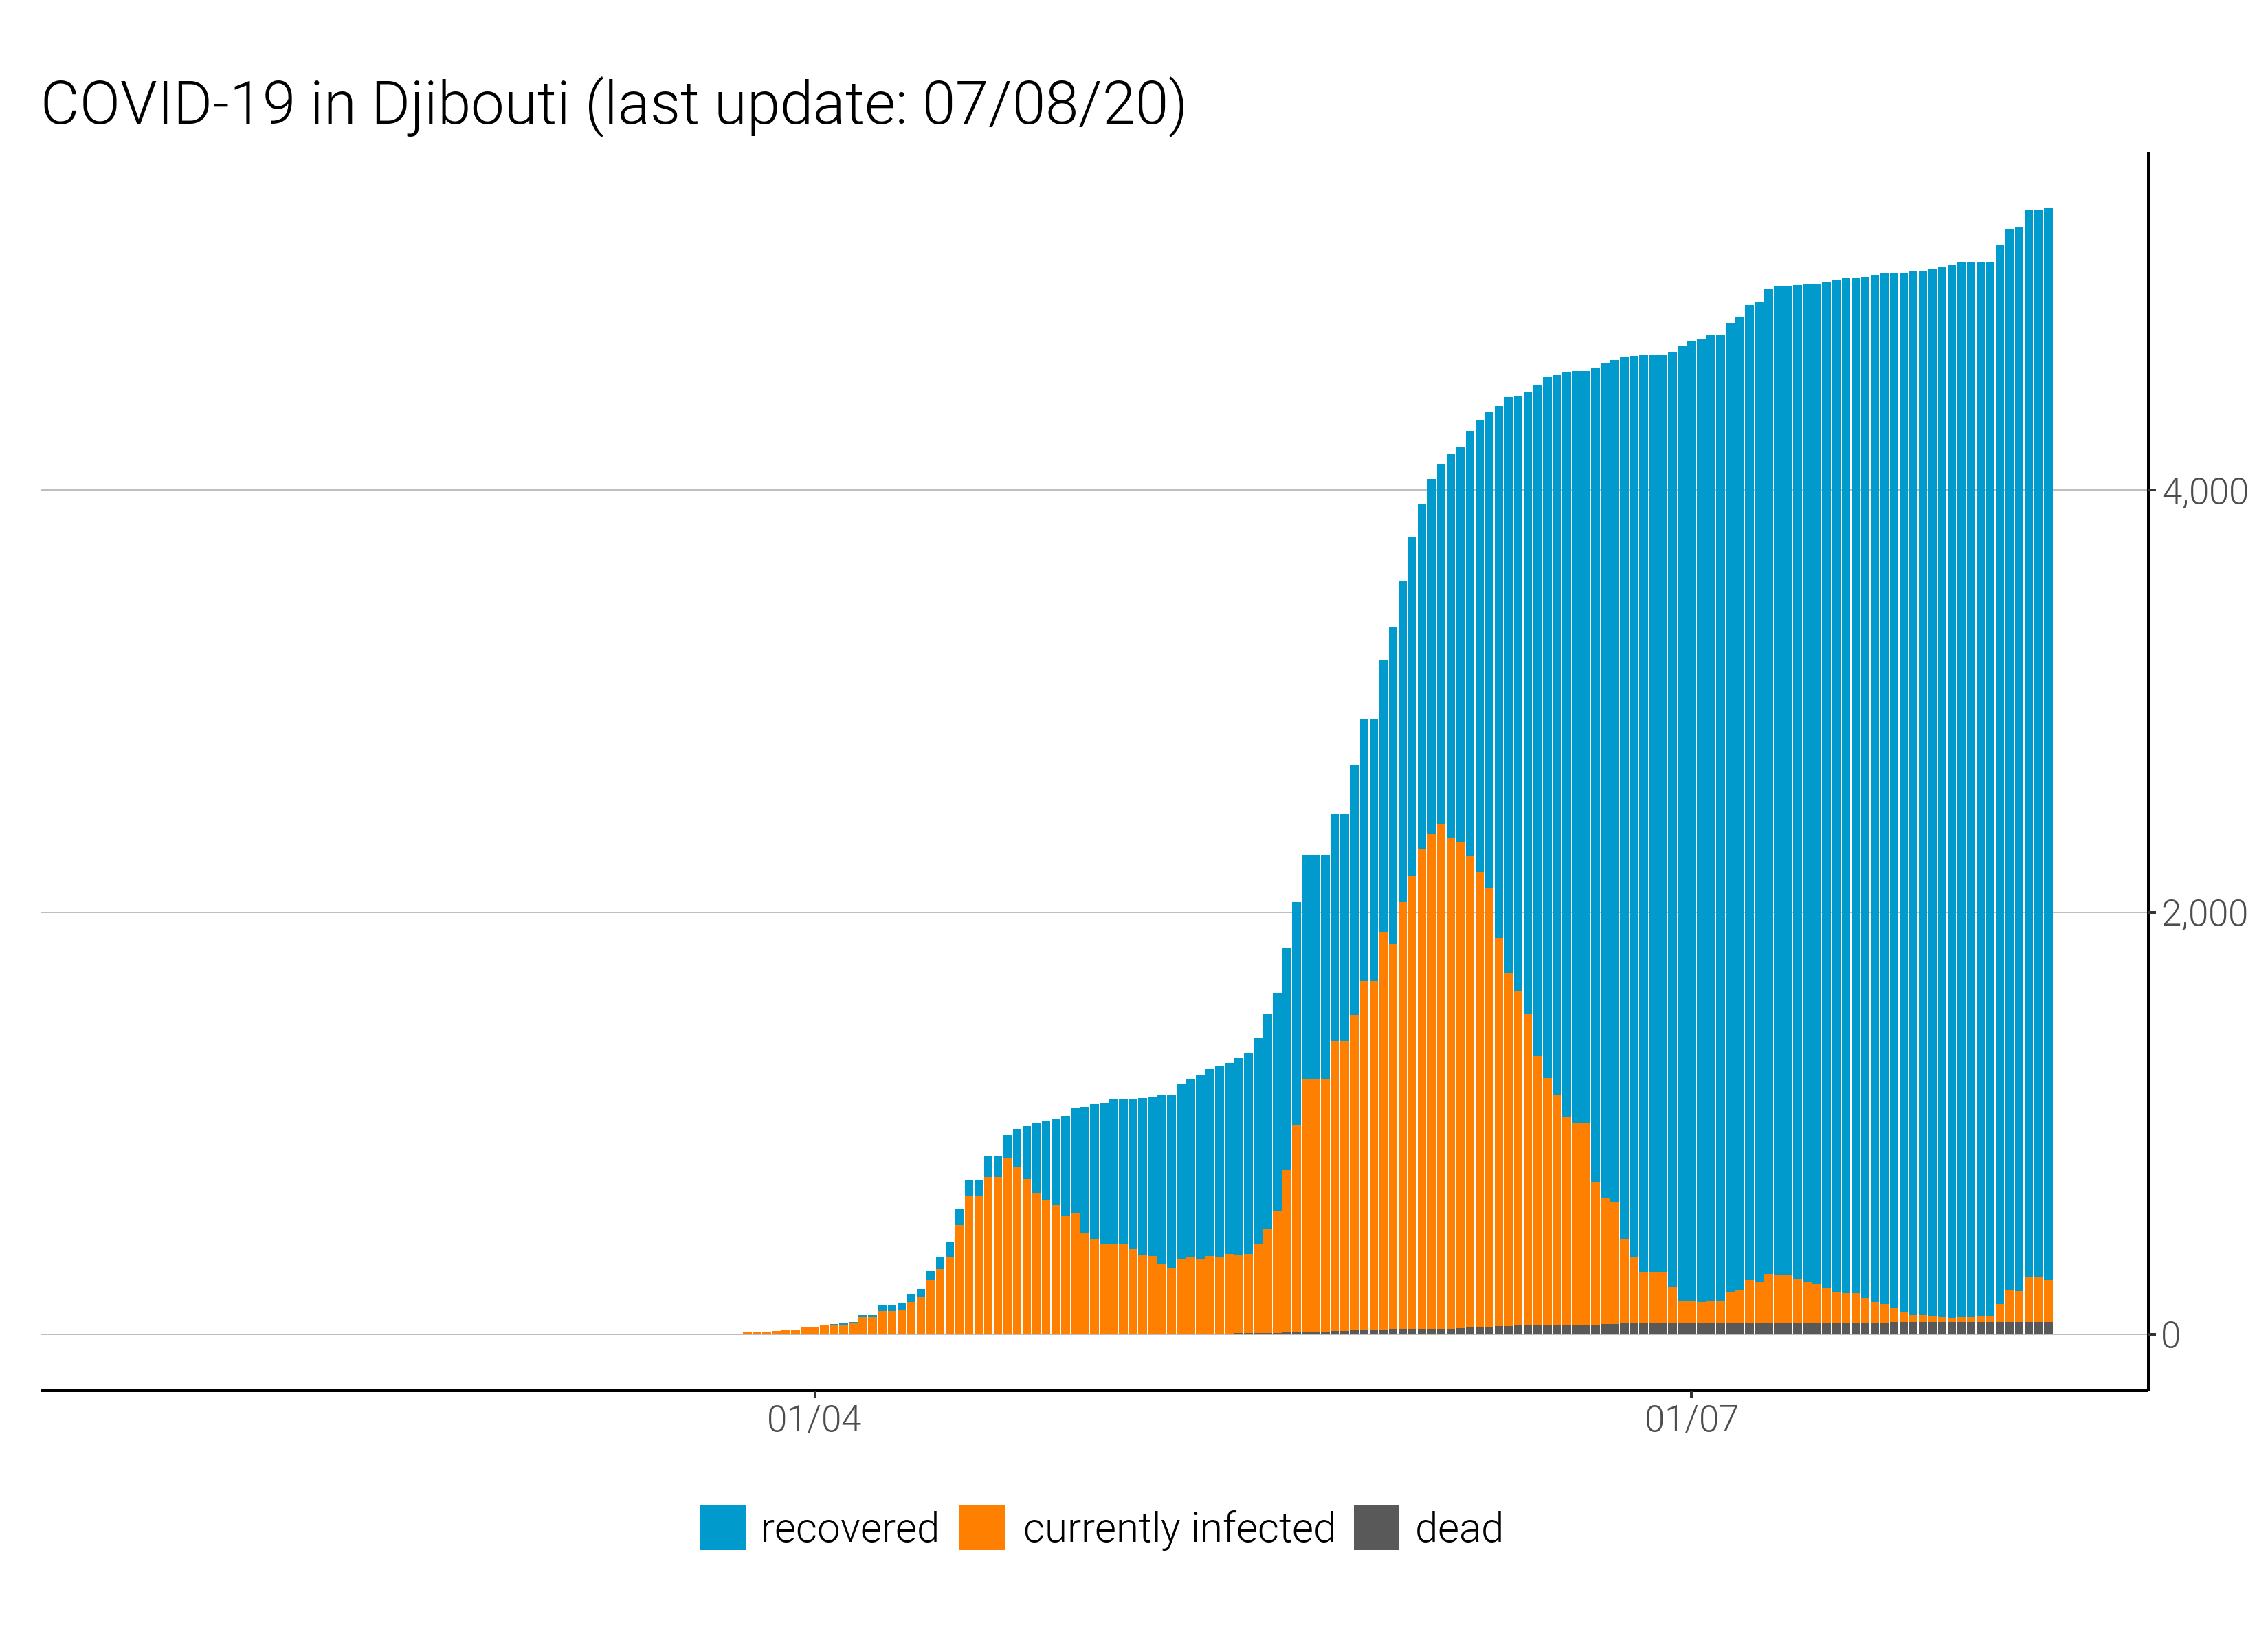 COVID-19 in Djibouti (last update: 07/08/20)
4,000
2,000
0
01/04 01/07
recovered currently infected dead